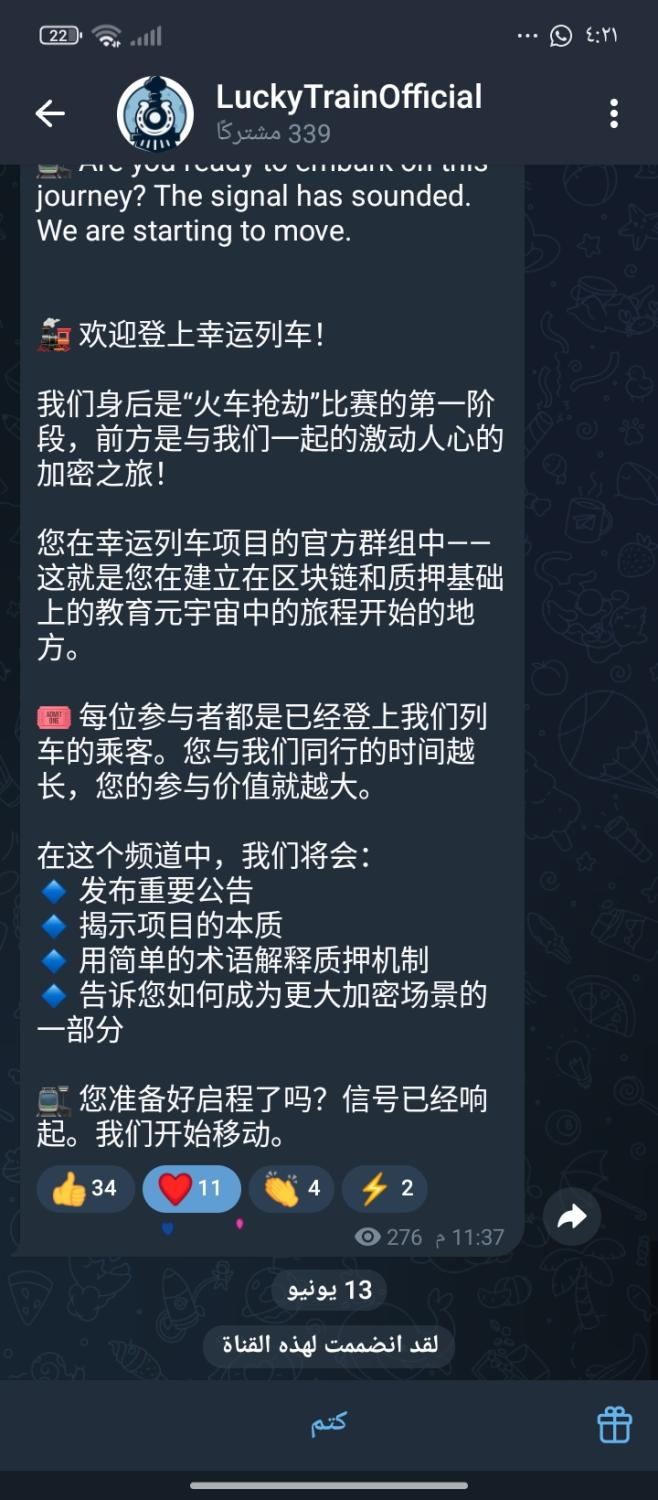 22
٤:٢١
LuckyTrainOfficial
339 مشتركًا
🚈 Are you ready to embark on this
journey? The signal has sounded.
We are starting to move.
🚂 欢迎登上幸运列车！
我们身后是“火车抢劫”比赛的第一阶
段，前方是与我们一起的激动人心的
加密之旅！
您在幸运列车项目的官方群组中——
这就是您在建立在区块链和质押基础
上的教育元宇宙中的旅程开始的地
方。
🎟 每位参与者都是已经登上我们列
车的乘客。您与我们同行的时间越
长，您的参与价值就越大。
在这个频道中，我们将会：
🔹 发布重要公告
🔹 揭示项目的本质
🔹 用简单的术语解释质押机制
🔹 告诉您如何成为更大加密场景的
一部分
🚈 您准备好启程了吗？信号已经响
起。我们开始移动。
👍 34 ❤️ 11 👏 4 ⚡ 2
276 11:37 م
13 يونيو
لقد انضممت لهذه القناة
كتم